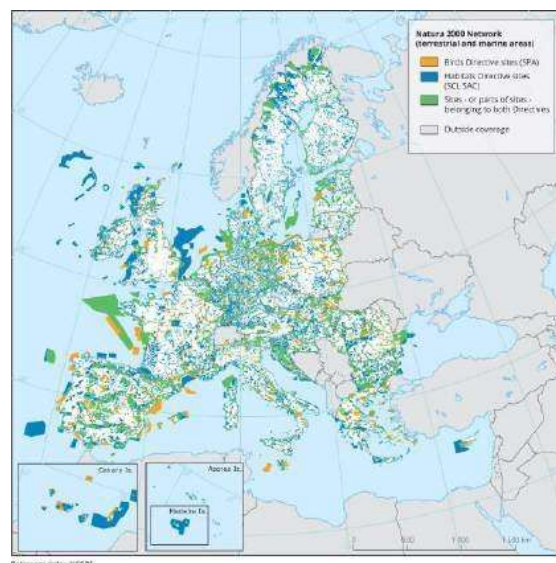 Natura 2000 Network
(terrestrial and marine areas)
Birds Directive sites (SPA)
Habitats Directive sites
(SCI, SAC)
Sites - or parts of sites -
belonging to both Directives
Outside coverage
Canary Is.
Azores Is.
Madeira Is.
0 500 1 000 1 500 km